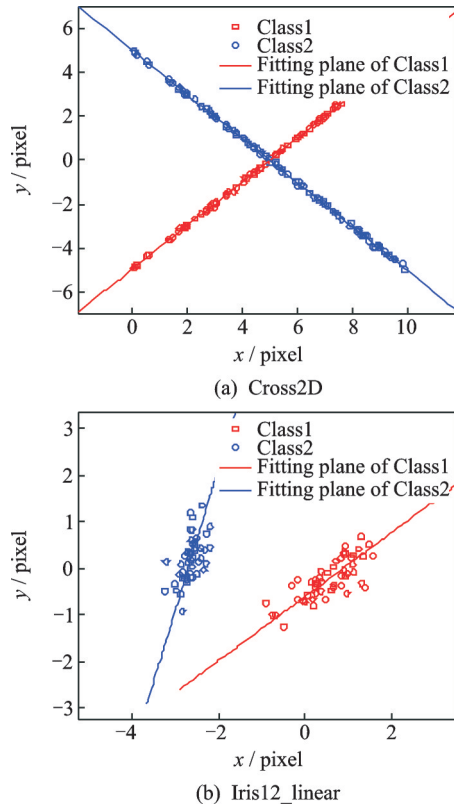 Class1
Class2
Fitting plane of Class1
Fitting plane of Class2
6
4
2
0
−2
−4
−6
y / pixel
0 2 4 6 8 10
x / pixel
(a) Cross2D
Class1
Class2
Fitting plane of Class1
Fitting plane of Class2
3
2
1
0
−1
−2
−3
y / pixel
−4 −2 0 2
x / pixel
(b) Iris12_linear